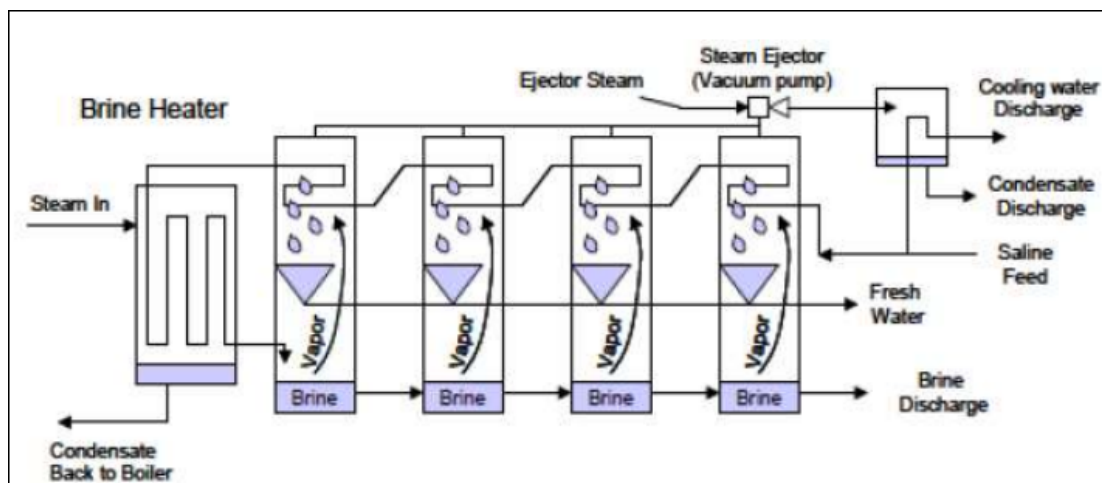 Steam Ejector
(Vacuum pump)
Ejector Steam
Cooling water
Discharge
Brine Heater
Steam In
Condensate
Discharge
Saline
Feed
Fresh
Water
Vapor
Vapor
Vapor
Vapor
Brine
Brine
Brine
Brine
Brine
Discharge
Condensate
Back to Boiler